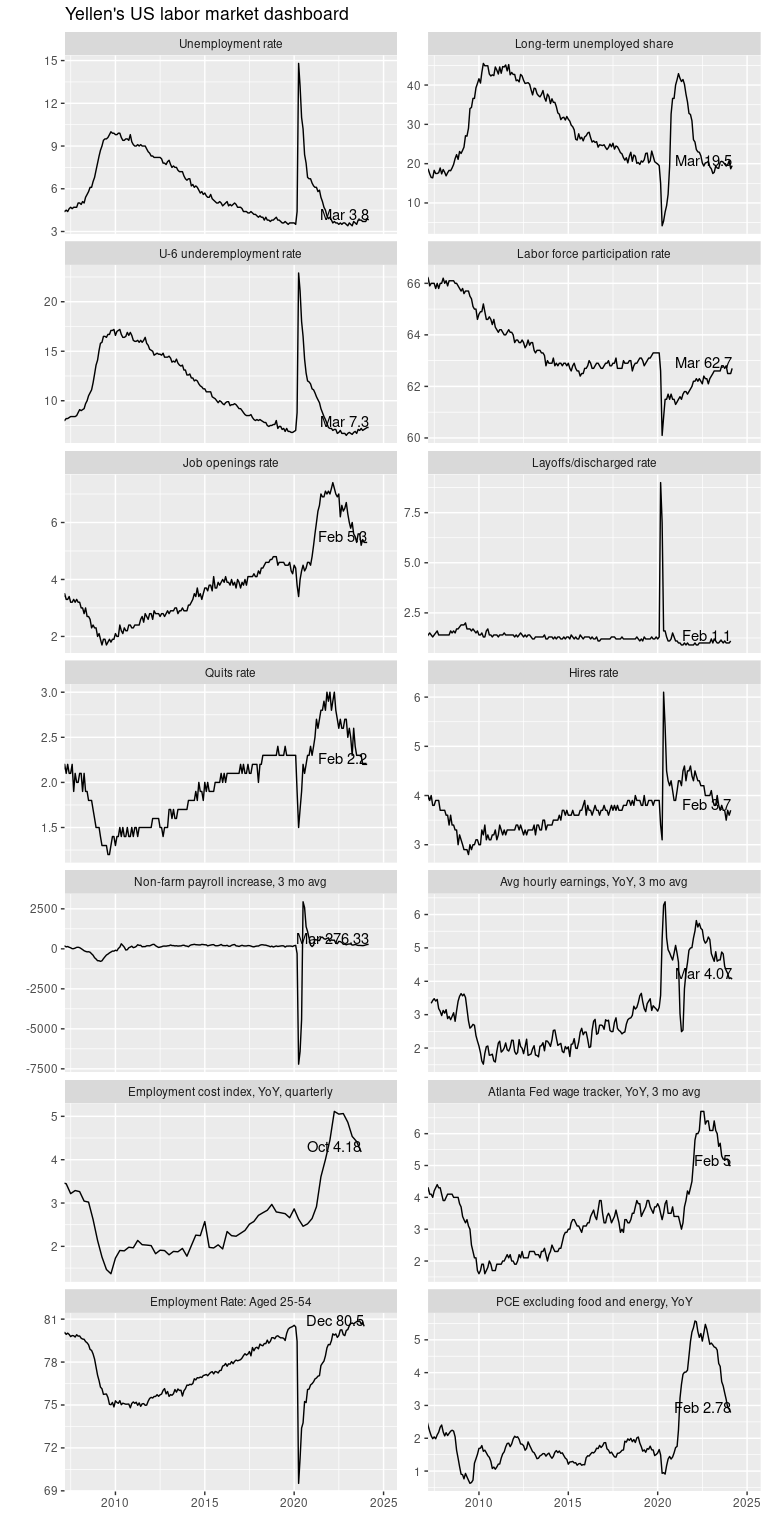 Yellen's US labor market dashboard
Unemployment rate
Long-term unemployed share
15
12
9
6
3
Mar 3.8
40
30
20
10
Mar 19.5
U-6 underemployment rate
Labor force participation rate
20
15
10
Mar 7.3
66
64
62
60
Mar 62.7
Job openings rate
Layoffs/discharged rate
6
4
2
Feb 5.3
7.5
5.0
2.5
Feb 1.1
Quits rate
Hires rate
3.0
2.5
2.0
1.5
Feb 2.2
6
5
4
3
Feb 3.7
Non-farm payroll increase, 3 mo avg
Avg hourly earnings, YoY, 3 mo avg
2500
0
-2500
-5000
-7500
Mar 276.33
6
5
4
3
2
Mar 4.07
Employment cost index, YoY, quarterly
Atlanta Fed wage tracker, YoY, 3 mo avg
5
4
3
2
Oct 4.18
6
5
4
3
2
Feb 5
Employment Rate: Aged 25-54
PCE excluding food and energy, YoY
81
78
75
72
69
Dec 80.5
5
4
3
2
1
Feb 2.78
2010 2015 2020 2025
2010 2015 2020 2025